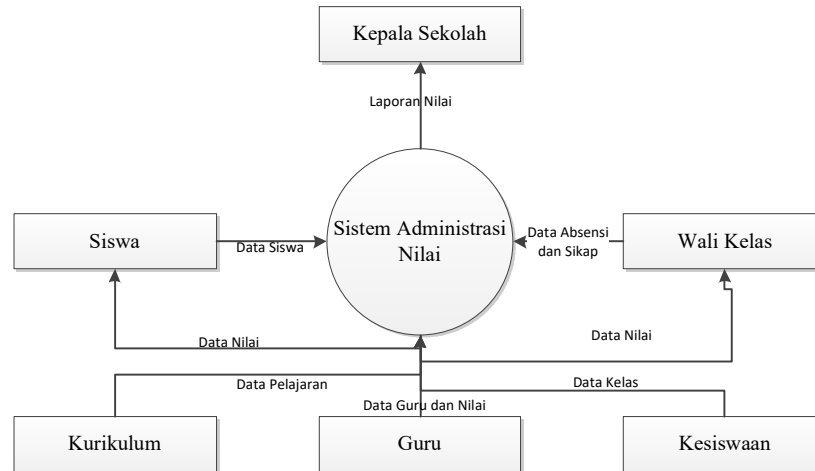 Kepala Sekolah
Laporan Nilai
Sistem Administrasi
Nilai
Siswa
Data Siswa
Data Absensi
dan Sikap
Wali Kelas
Data Nilai
Data Nilai
Data Pelajaran
Data Kelas
Data Guru dan Nilai
Kurikulum
Guru
Kesiswaan